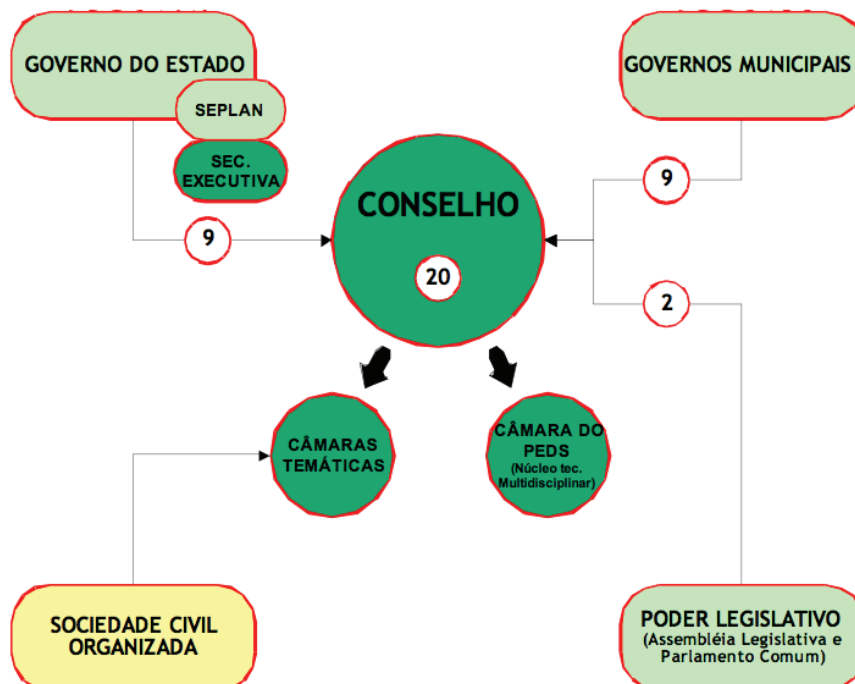 GOVERNO DO ESTADO
SEPLAN
SEC.
EXECUTIVA
9
GOVERNOS MUNICIPAIS
9
CONSELHO
20
2
CÂMARAS
TEMÁTICAS
CÂMARA DO
PEDS
(Núcleo tec.
Multidisciplinar)
SOCIEDADE CIVIL
ORGANIZADA
PODER LEGISLATIVO
(Assembléia Legislativa e
Parlamento Comum)